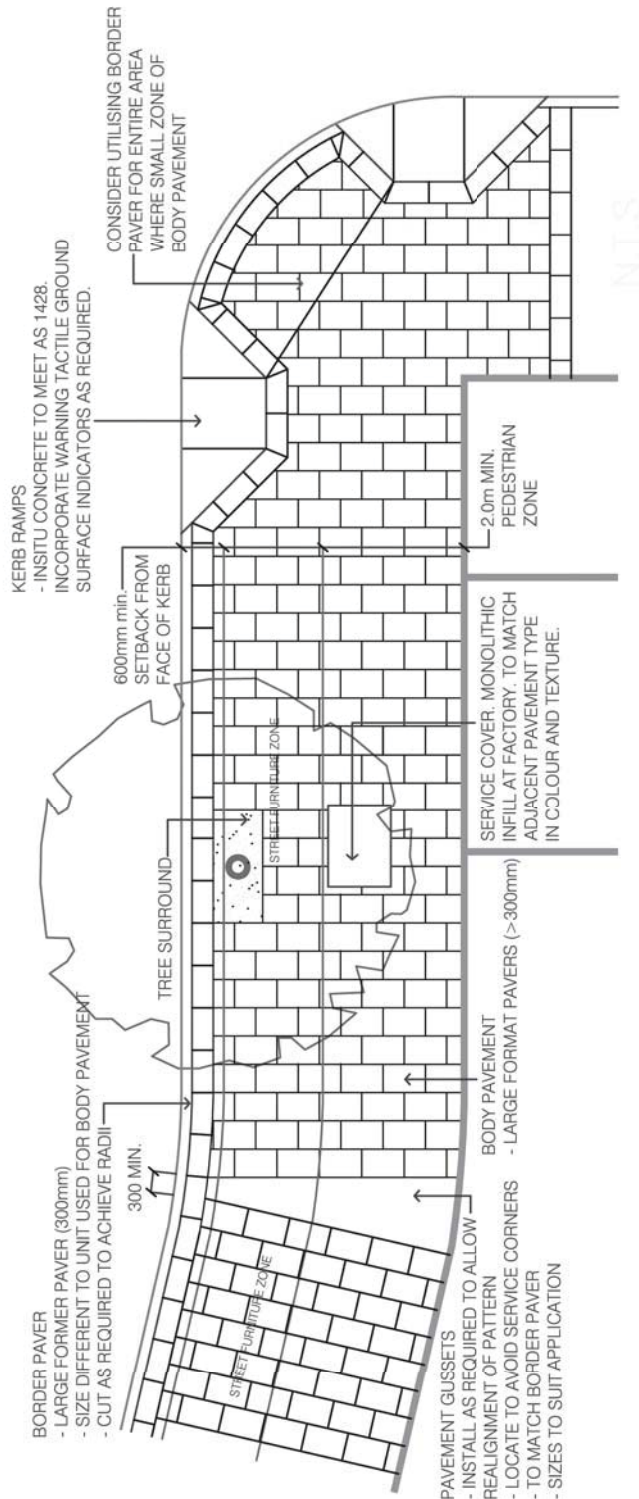 BORDER PAVER
- LARGE FORMER PAVER (300mm)
- SIZE DIFFERENT TO UNIT USED FOR BODY PAVEMENT
- CUT AS REQUIRED TO ACHIEVE RADII
300 MIN.
TREE SURROUND
600mm min.
SETBACK FROM
FACE OF KERB
KERB RAMPS
- INSITU CONCRETE TO MEET AS 1428.
INCORPORATE WARNING TACTILE GROUND
SURFACE INDICATORS AS REQUIRED.
CONSIDER UTILISING BORDER
PAVER FOR ENTIRE AREA
WHERE SMALL ZONE OF
BODY PAVEMENT
STREET FURNITURE ZONE
STREET FURNITURE ZONE
PAVEMENT GUSSETS
- INSTALL AS REQUIRED TO ALLOW
REALIGNMENT OF PATTERN
- LOCATE TO AVOID SERVICE CORNERS
- TO MATCH BORDER PAVER
- SIZES TO SUIT APPLICATION
BODY PAVEMENT
- LARGE FORMAT PAVERS (>300mm)
SERVICE COVER. MONOLITHIC
INFILL AT FACTORY. TO MATCH
ADJACENT PAVEMENT TYPE
IN COLOUR AND TEXTURE.
2.0m MIN.
PEDESTRIAN
ZONE
N.T.S